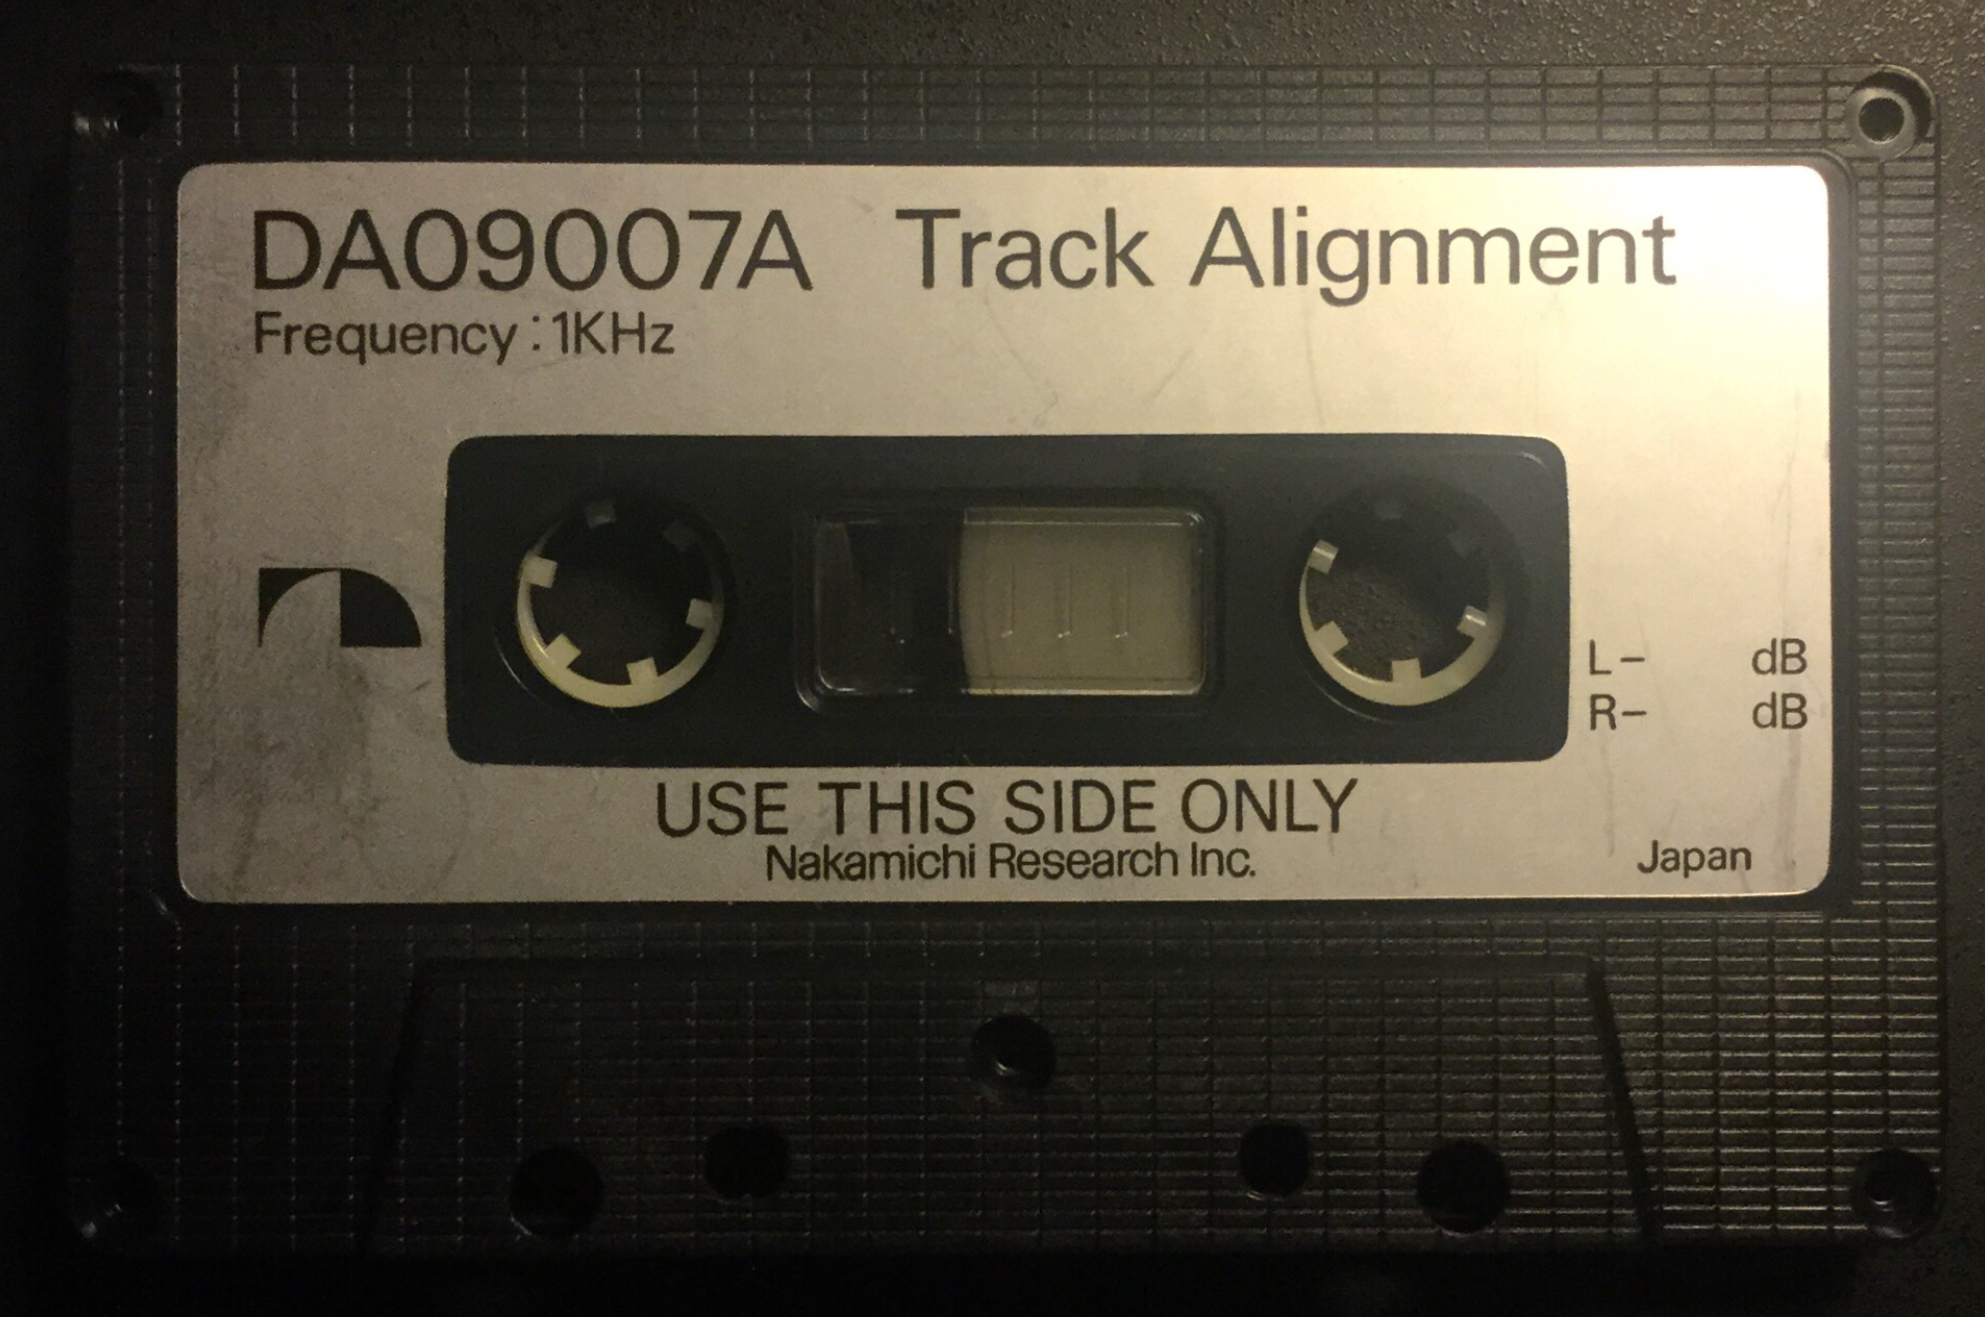 DA09007A Track Alignment
Frequency : 1KHz
L- dB
R- dB
USE THIS SIDE ONLY
Nakamichi Research Inc.
Japan